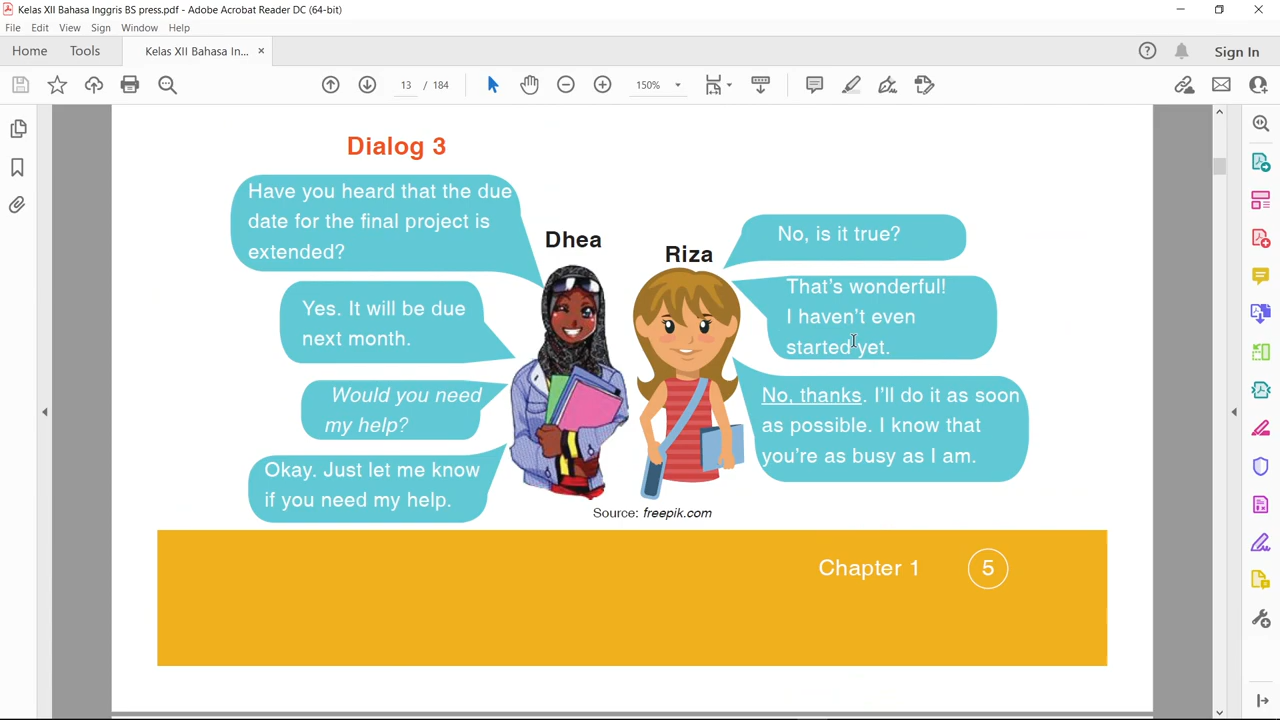 Kelas XII Bahasa Inggris BS press.pdf - Adobe Acrobat Reader DC (64-bit)
File Edit View Sign Window Help
Home Tools Kelas XII Bahasa In... × Sign In
13 / 184 150%
Dialog 3
Have you heard that the due
date for the final project is
extended?
Dhea
Riza
No, is it true?
Yes. It will be due
next month.
That's wonderful!
I haven't even
started yet.
Would you need
my help?
No, thanks. I'll do it as soon
as possible. I know that
you're as busy as I am.
Okay. Just let me know
if you need my help.
Source: freepik.com
Chapter 1 5